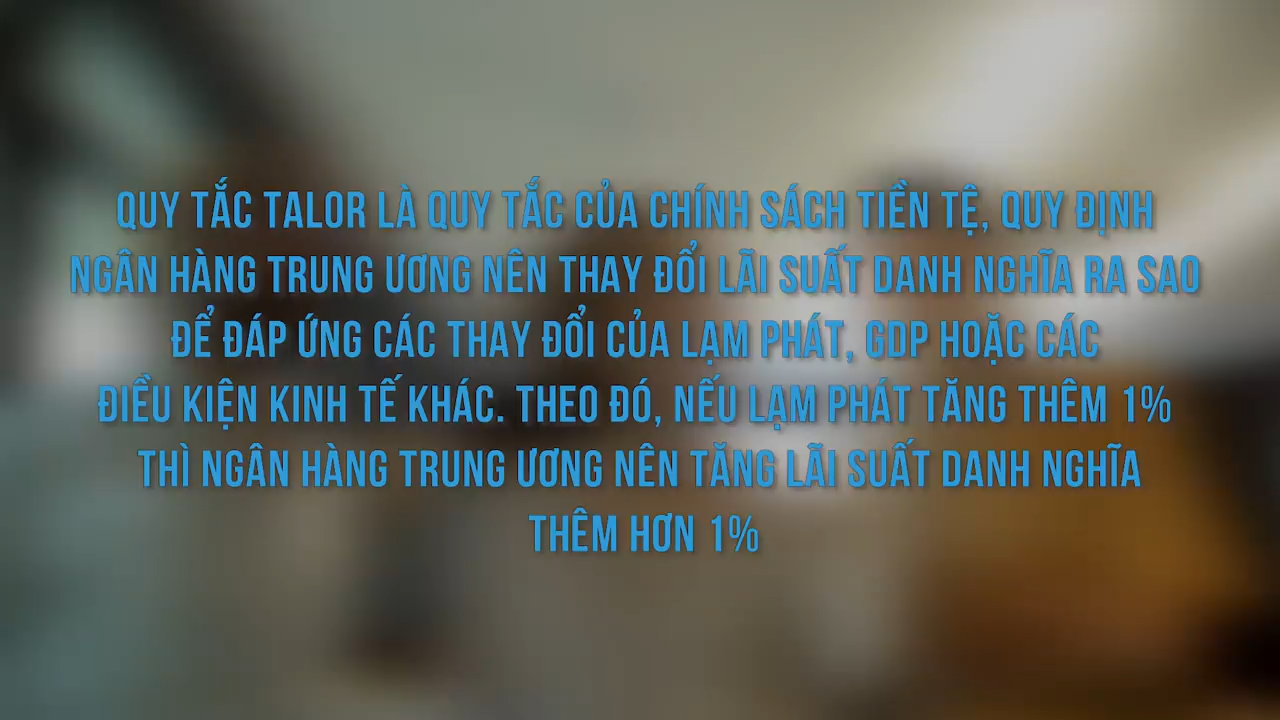 QUY TẮC TALOR LÀ QUY TẮC CỦA CHÍNH SÁCH TIỀN TỆ, QUY ĐỊNH
NGÂN HÀNG TRUNG ƯƠNG NÊN THAY ĐỔI LÃI SUẤT DANH NGHĨA RA SAO
ĐỂ ĐÁP ỨNG CÁC THAY ĐỔI CỦA LẠM PHÁT, GDP HOẶC CÁC
ĐIỀU KIỆN KINH TẾ KHÁC. THEO ĐÓ, NẾU LẠM PHÁT TĂNG THÊM 1%
THÌ NGÂN HÀNG TRUNG ƯƠNG NÊN TĂNG LÃI SUẤT DANH NGHĨA
THÊM HƠN 1%